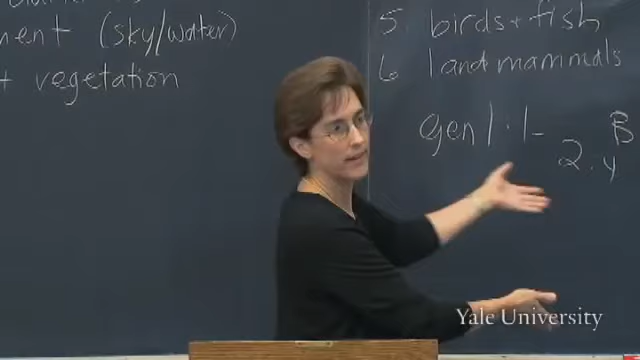 ment (sky/water)
+ vegetation
5 birds + fish
6 land mammals
gen 1:1-
2.4
B
Yale University